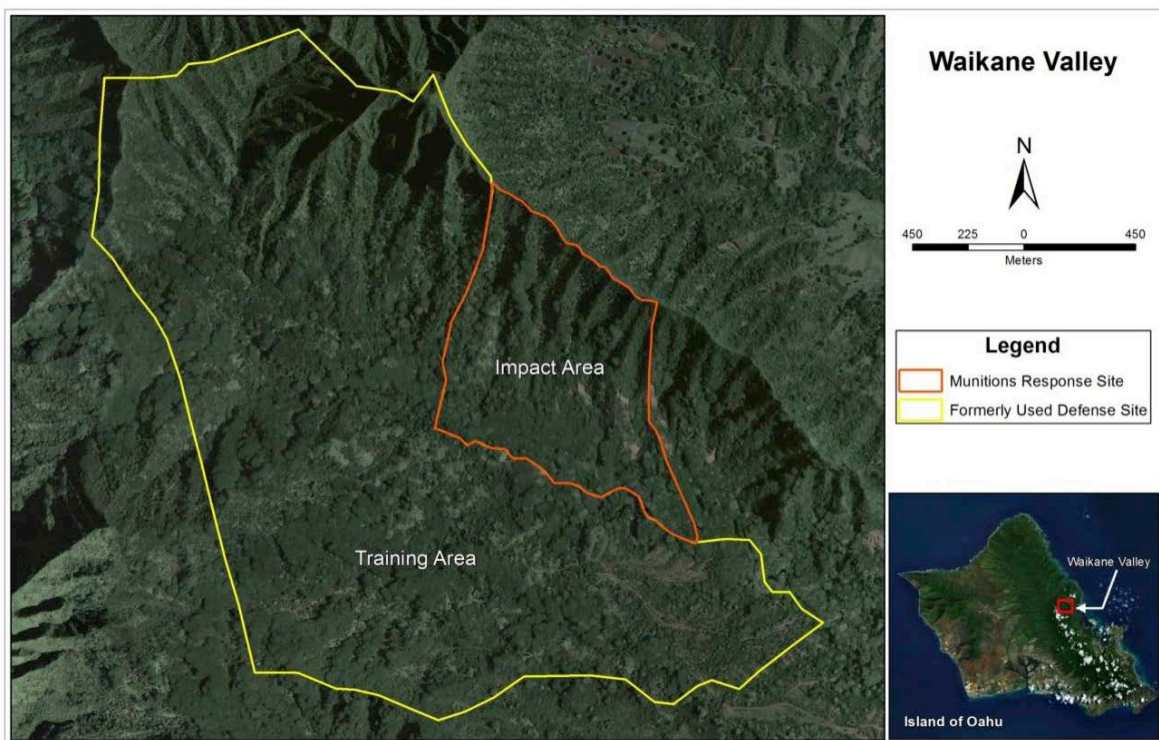 Waikane Valley
N
450 225 0 450
Meters
Impact Area
Legend
Munitions Response Site
Formerly Used Defense Site
Training Area
Waikane Valley
Island of Oahu